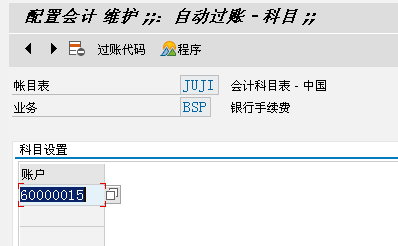 配置会计 维护 ;;: 自动过账 - 科目 ;;
过账代码 程序
帐目表 JUJI 会计科目表 - 中国
业务 BSP 银行手续费
科目设置
账户
60000015